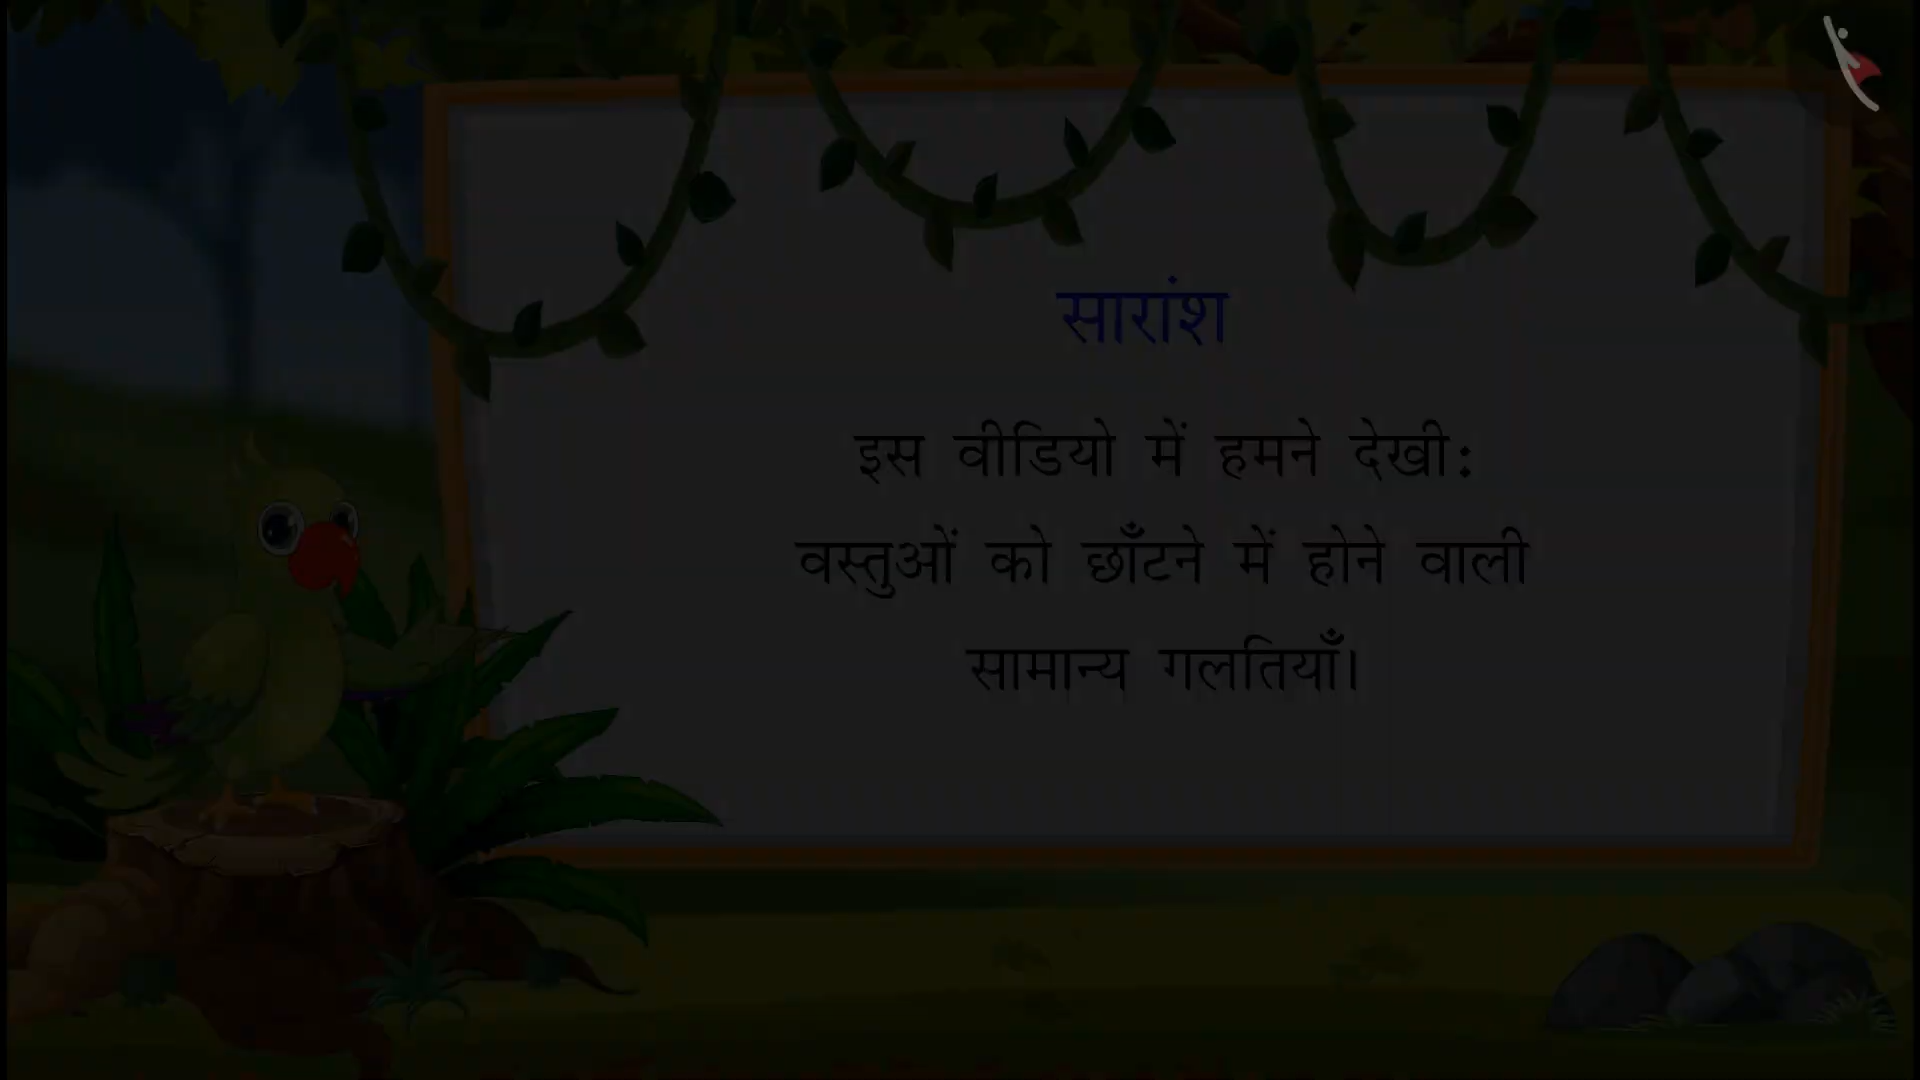 सारांश
इस वीडियो में हमने देखी:
वस्तुओं को छाँटने में होने वाली
सामान्य गलतियाँ।